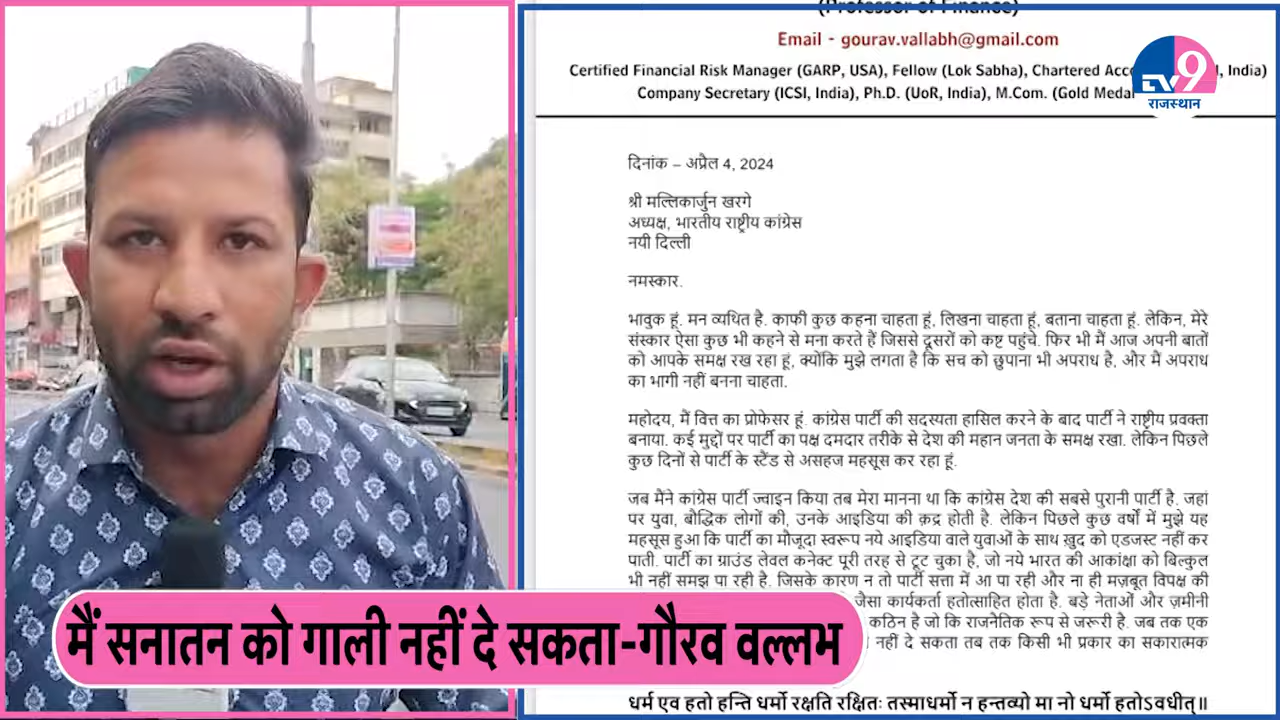 (Professor of Finance)
Email - gourav.vallabh@gmail.com
Certified Financial Risk Manager (GARP, USA), Fellow (Lok Sabha), Chartered Acco , India)
Company Secretary (ICSI, India), Ph.D. (UoR, India), M.Com. (Gold Medal
TV9
राजस्थान
दिनांक – अप्रैल 4, 2024
श्री मल्लिकार्जुन खरगे
अध्यक्ष, भारतीय राष्ट्रीय कांग्रेस
नयी दिल्ली
नमस्कार.
भावुक हूं. मन व्यथित है. काफी कुछ कहना चाहता हूं, लिखना चाहता हूं, बताना चाहता हूं. लेकिन, मेरे
संस्कार ऐसा कुछ भी कहने से मना करते हैं जिससे दूसरों को कष्ट पहुंचे. फिर भी मैं आज अपनी बातों
को आपके समक्ष रख रहा हूं, क्योंकि मुझे लगता है कि सच को छुपाना भी अपराध है, और मैं अपराध
का भागी नहीं बनना चाहता.
महोदय, मैं वित्त का प्रोफेसर हूं. कांग्रेस पार्टी की सदस्यता हासिल करने के बाद पार्टी ने राष्ट्रीय प्रवक्ता
बनाया. कई मुद्दों पर पार्टी का पक्ष दमदार तरीके से देश की महान जनता के समक्ष रखा. लेकिन पिछले
कुछ दिनों से पार्टी के स्टैंड से असहज महसूस कर रहा हूं.
जब मैंने कांग्रेस पार्टी ज्वाइन किया तब मेरा मानना था कि कांग्रेस देश की सबसे पुरानी पार्टी है. जहां
पर युवा, बौद्धिक लोगों की, उनके आइडिया की क़द्र होती है. लेकिन पिछले कुछ वर्षों में मुझे यह
महसूस हुआ कि पार्टी का मौजूदा स्वरूप नये आइडिया वाले युवाओं के साथ ख़ुद को एडजस्ट नहीं कर
पाती. पार्टी का ग्राउंड लेवल कनेक्ट पूरी तरह से टूट चुका है, जो नये भारत की आकांक्षा को बिल्कुल
भी नहीं समझ पा रही है. जिसके कारण न तो पार्टी सत्ता में आ पा रही और ना ही मज़बूत विपक्ष की
जैसा कार्यकर्ता हतोत्साहित होता है. बड़े नेताओं और ज़मीनी
कठिन है जो कि राजनैतिक रूप से जरूरी है. जब तक एक
नहीं दे सकता तब तक किसी भी प्रकार का सकारात्मक
धर्म एव हतो हन्ति धर्मो रक्षति रक्षितः तस्माधर्मो न हन्तव्यो मा नो धर्मो हतोऽवधीत्॥
मैं सनातन को गाली नहीं दे सकता-गौरव वल्लभ